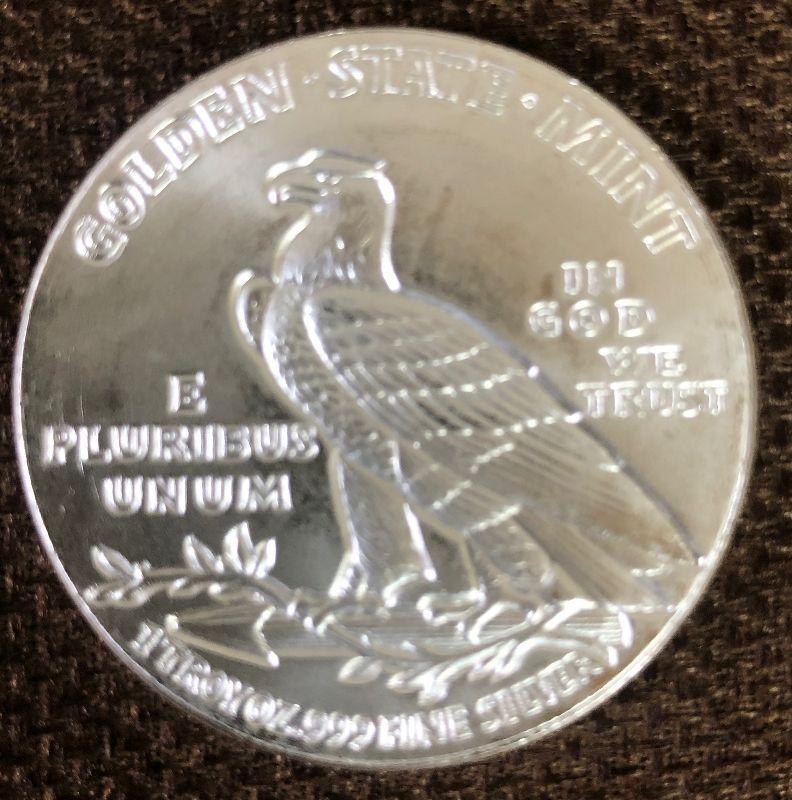 GOLDEN · STATE · MINT
IN
GOD
WE
TRUST
E
PLURIBUS
UNUM
1 TROY OZ. .999 FINE SILVER